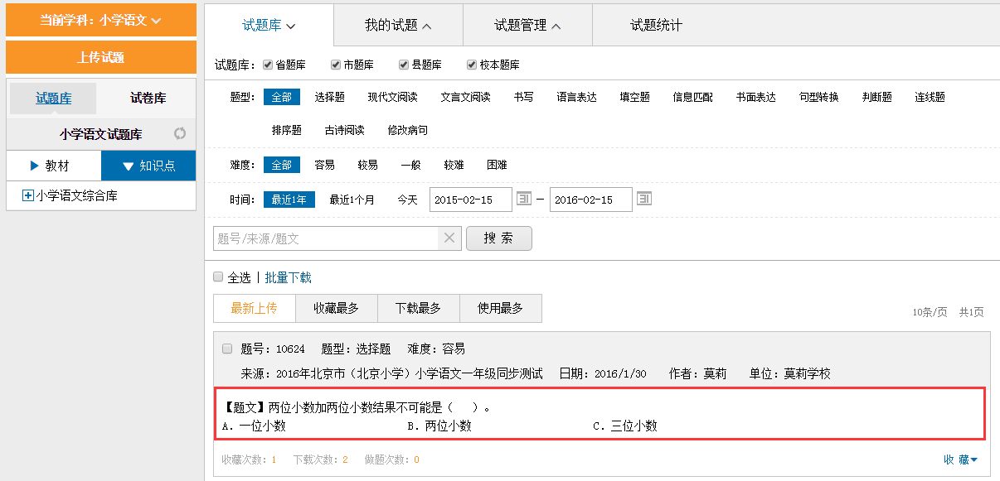 当前学科：小学语文
上传试题
试题库 试卷库
小学语文试题库
教材 知识点
小学语文综合库
试题库 我的试题 试题管理 试题统计
试题库： 省题库 市题库 县题库 校本题库
题型： 全部 选择题 现代文阅读 文言文阅读 书写 语言表达 填空题 信息匹配 书面表达 句型转换 判断题 连线题
排序题 古诗阅读 修改病句
难度： 全部 容易 较易 一般 较难 困难
时间： 最近1年 最近1个月 今天 2015-02-15 31 — 2016-02-15 31
题号/来源/题文 搜 索
全选 | 批量下载
最新上传 收藏最多 下载最多 使用最多
10条/页 共1页
题号：10624 题型：选择题 难度：容易
来源：2016年北京市（北京小学）小学语文一年级同步测试 日期：2016/1/30 作者：莫莉 单位：莫莉学校
【题文】两位小数加两位小数结果不可能是（ ）。
A. 一位小数 B. 两位小数 C. 三位小数
收藏次数：1 下载次数：2 做题次数：0
收 藏